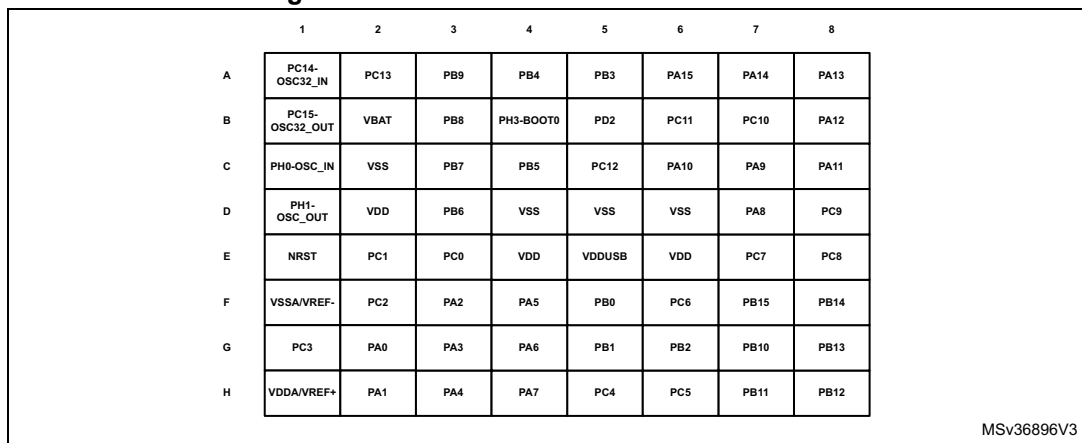 1 2 3 4 5 6 7 8
A PC14-OSC32_IN PC13 PB9 PB4 PB3 PA15 PA14 PA13
B PC15-OSC32_OUT VBAT PB8 PH3-BOOT0 PD2 PC11 PC10 PA12
C PH0-OSC_IN VSS PB7 PB5 PC12 PA10 PA9 PA11
D PH1-OSC_OUT VDD PB6 VSS VSS VSS PA8 PC9
E NRST PC1 PC0 VDD VDDUSB VDD PC7 PC8
F VSSA/VREF- PC2 PA2 PA5 PB0 PC6 PB15 PB14
G PC3 PA0 PA3 PA6 PB1 PB2 PB10 PB13
H VDDA/VREF+ PA1 PA4 PA7 PC4 PC5 PB11 PB12
MSv36896V3